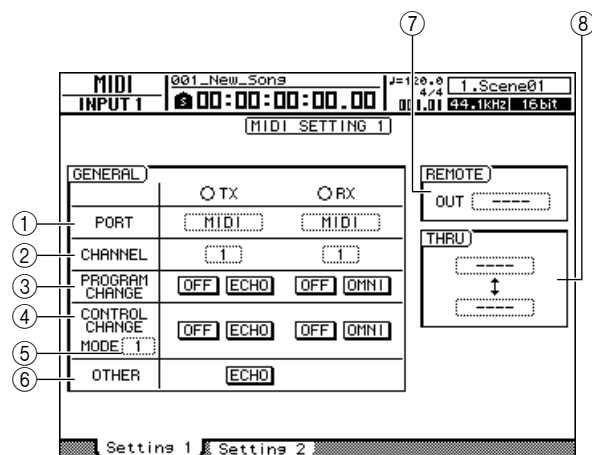 ⑦ ⑧
MIDI 001_New_Song ♩=120.0 4/4 1.Scene01
INPUT 1 S 00:00:00:00.00 001.01 44.1kHz 16bit
MIDI SETTING 1
GENERAL
TX RX
① PORT MIDI MIDI
② CHANNEL 1 1
③ PROGRAM CHANGE OFF ECHO OFF OMNI
④ CONTROL CHANGE OFF ECHO OFF OMNI
⑤ MODE 1
⑥ OTHER ECHO
REMOTE
OUT ----
THRU
----
↕
----
Setting 1 Setting 2